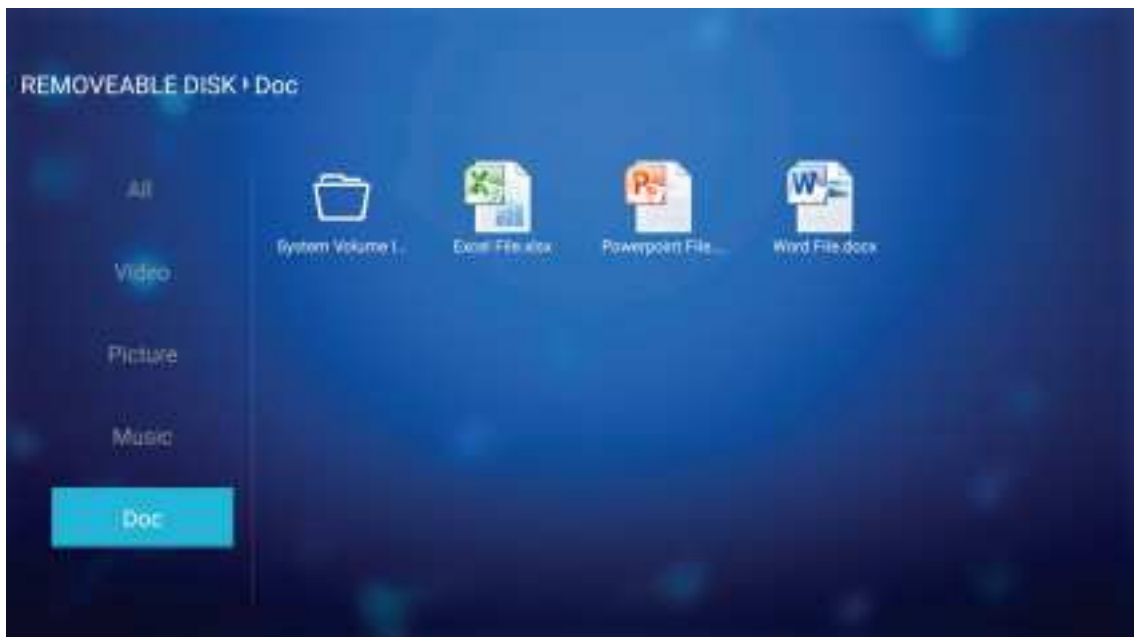 REMOVEABLE DISK Doc
All
Video
Picture
Music
Doc
System Volume I...
Excel File.xlsx
Powerpoint File...
Word File.docx